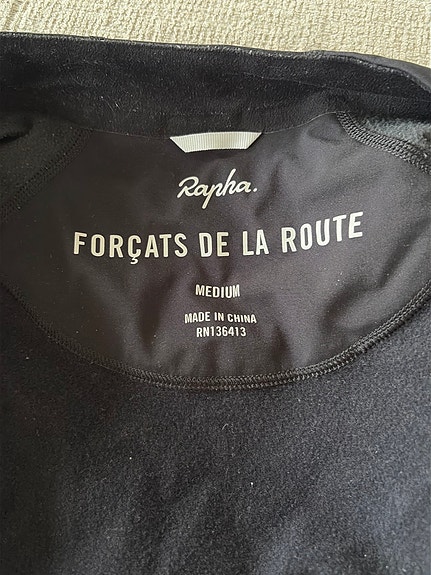 Rapha.
FORÇATS DE LA ROUTE
MEDIUM
MADE IN CHINA
RN136413